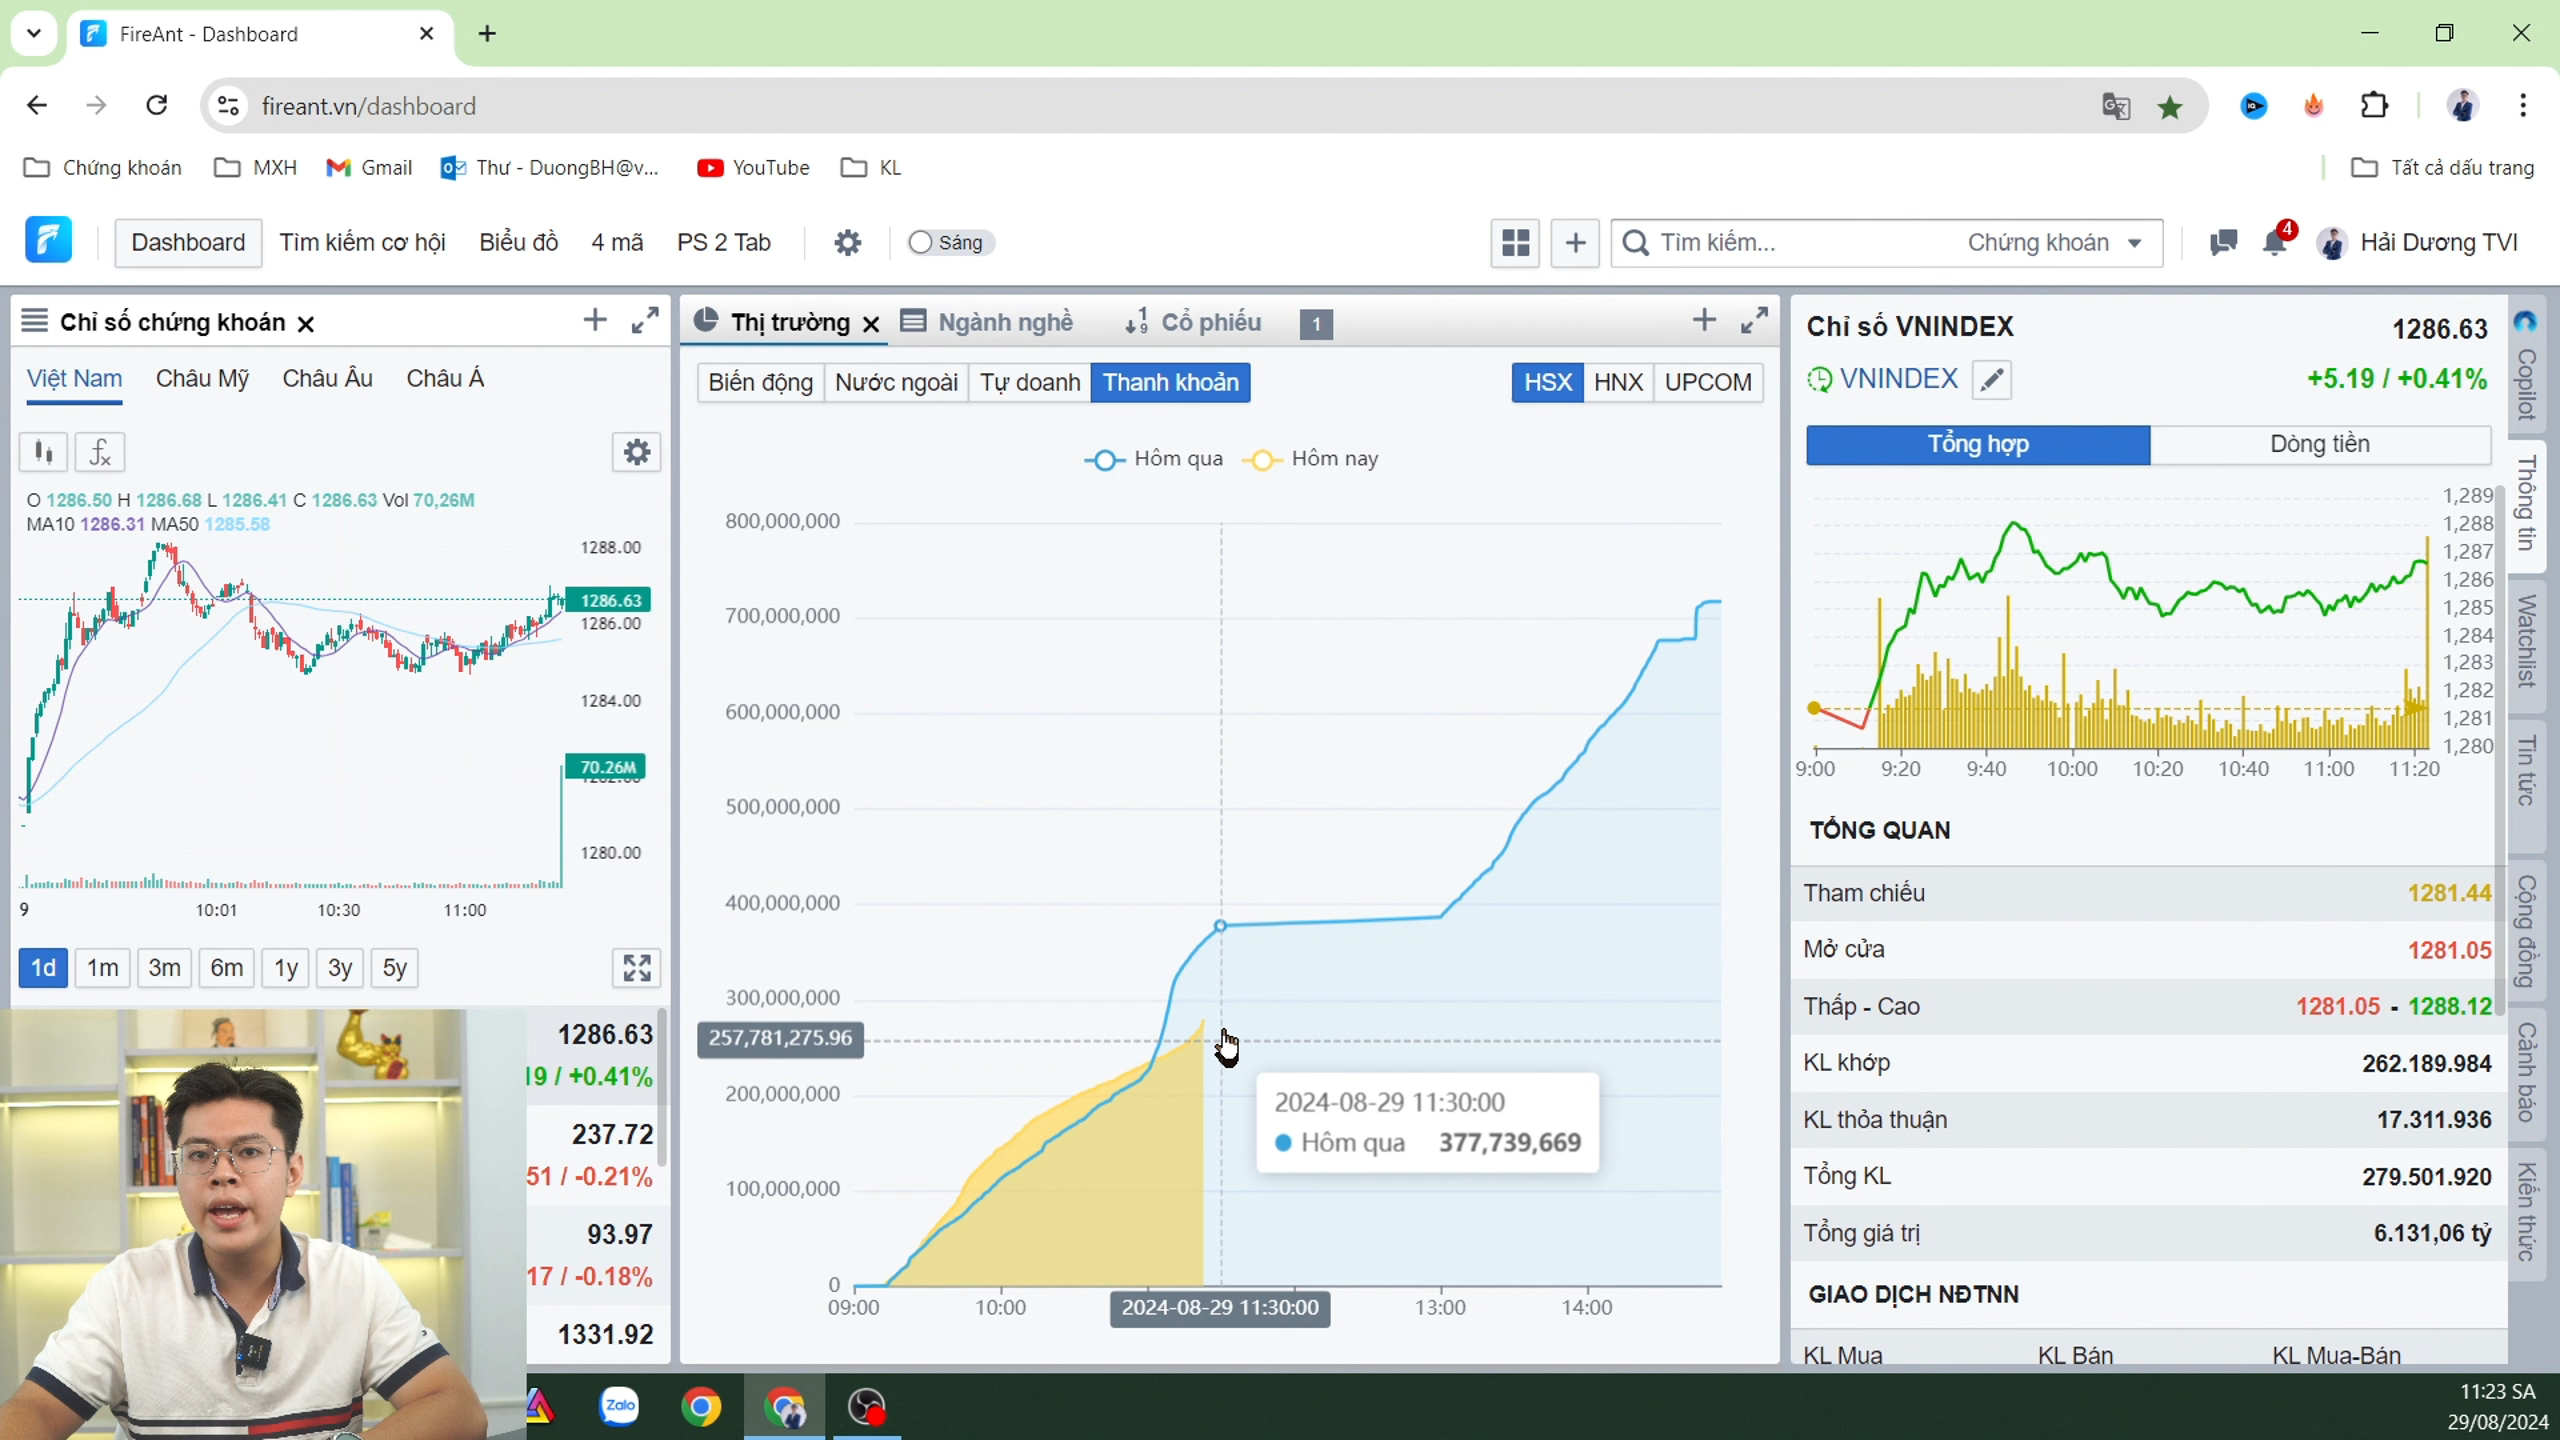 FireAnt - Dashboard
fireant.vn/dashboard
Chứng khoán
MXH
Gmail
Thư - DuongBH@v...
YouTube
KL
Tất cả dấu trang
Dashboard
Tìm kiếm cơ hội
Biểu đồ
4 mã
PS 2 Tab
Sáng
Tìm kiếm...
Chứng khoán
4
Hải Dương TVI
Chỉ số chứng khoán
Việt Nam
Châu Mỹ
Châu Âu
Châu Á
O 1286.50 H 1286.68 L 1286.41 C 1286.63 Vol 70,26M
MA10 1286.31 MA50 1285.58
1288.00
1286.63
1286.00
1284.00
70.26M
1280.00
9
10:01
10:30
11:00
1d
1m
3m
6m
1y
3y
5y
1286.63
19 / +0.41%
237.72
51 / -0.21%
93.97
17 / -0.18%
1331.92
Thị trường
Ngành nghề
Cổ phiếu
1
Biến động
Nước ngoài
Tự doanh
Thanh khoản
HSX
HNX
UPCOM
Hôm qua
Hôm nay
800,000,000
700,000,000
600,000,000
500,000,000
400,000,000
300,000,000
257,781,275.96
200,000,000
100,000,000
0
2024-08-29 11:30:00
Hôm qua 377,739,669
09:00
10:00
2024-08-29 11:30:00
13:00
14:00
Chỉ số VNINDEX
1286.63
VNINDEX
+5.19 / +0.41%
Tổng hợp
Dòng tiền
1,289
1,288
1,287
1,286
1,285
1,284
1,283
1,282
1,281
1,280
9:00
9:20
9:40
10:00
10:20
10:40
11:00
11:20
TỔNG QUAN
Tham chiếu 1281.44
Mở cửa 1281.05
Thấp - Cao 1281.05 - 1288.12
KL khớp 262.189.984
KL thỏa thuận 17.311.936
Tổng KL 279.501.920
Tổng giá trị 6.131,06 tỷ
GIAO DỊCH NĐTNN
KL Mua
KL Bán
KL Mua-Bán
Copilot
Thông tin
Watchlist
Tin tức
Cộng đồng
Cảnh báo
Kiến thức
Zalo
11:23 SA
29/08/2024